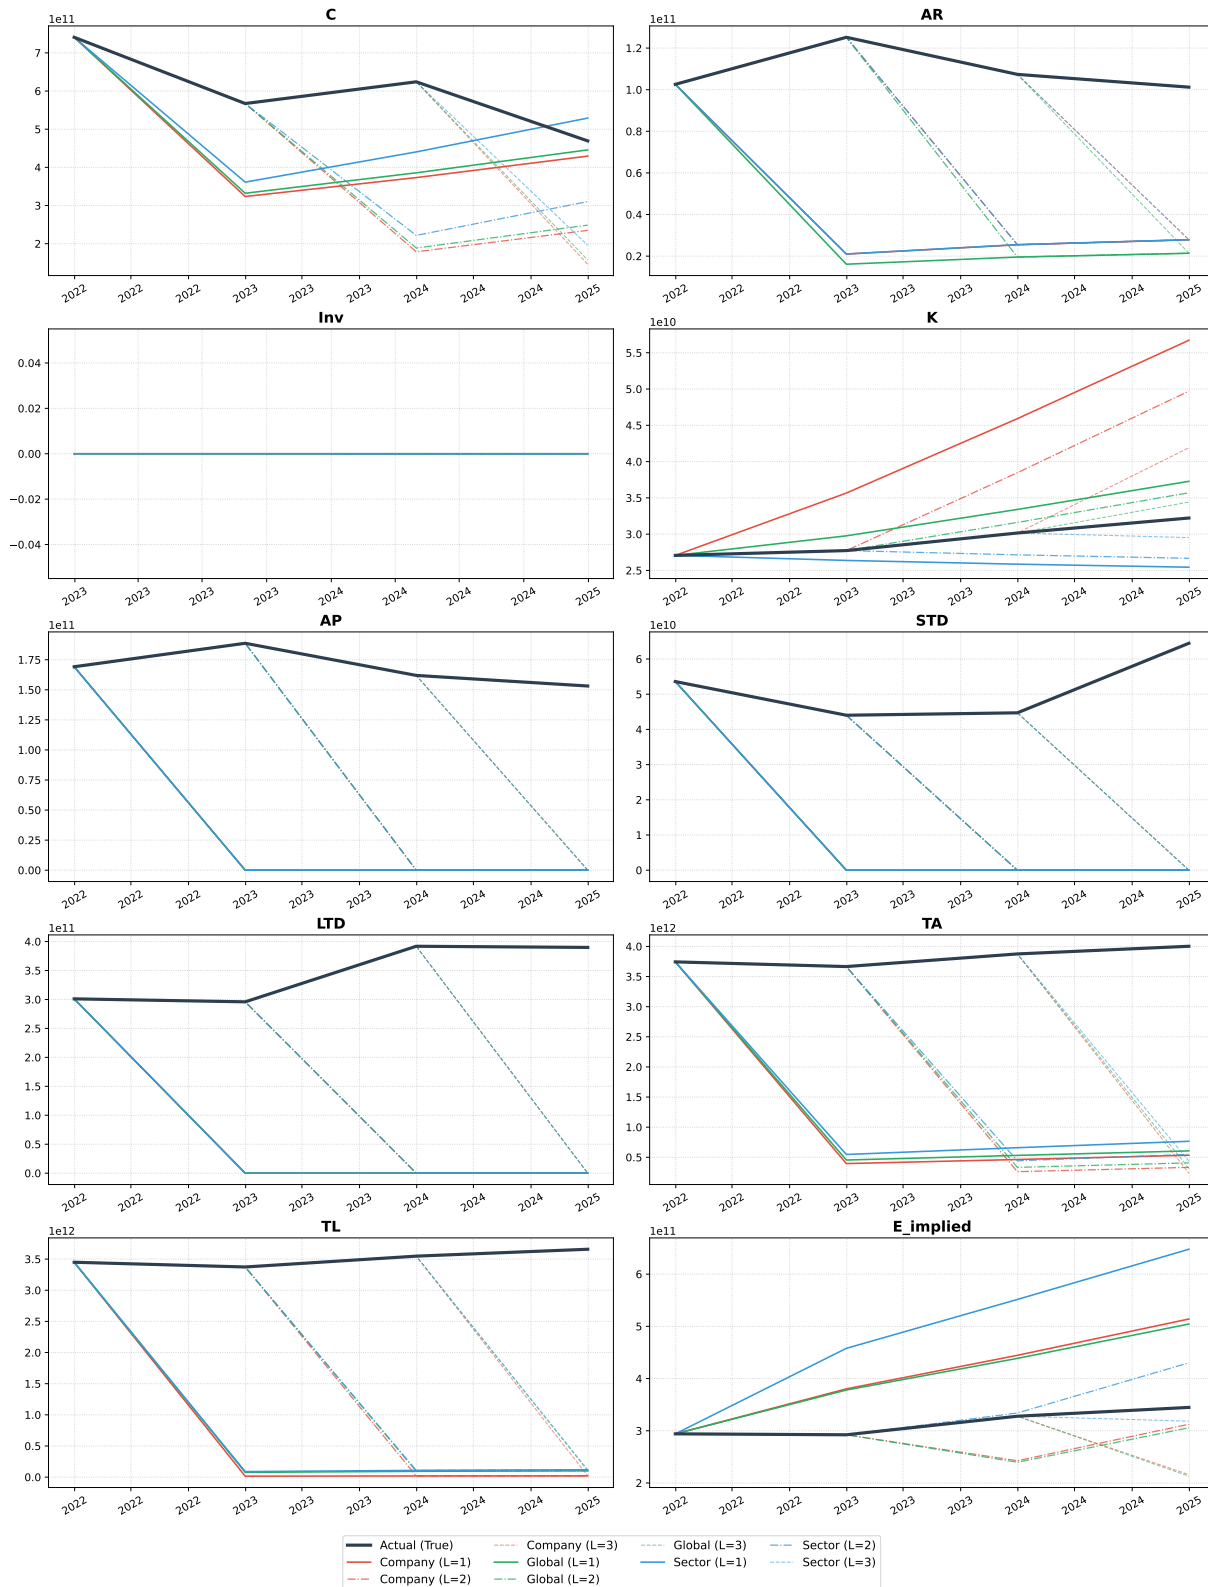 C
1e11
7
6
5
4
3
2
2022 2022 2022 2023 2023 2023 2024 2024 2024 2025
AR
1e11
1.2
1.0
0.8
0.6
0.4
0.2
2022 2022 2022 2023 2023 2023 2024 2024 2024 2025
Inv
0.04
0.02
0.00
−0.02
−0.04
2023 2023 2023 2023 2024 2024 2024 2024 2025
K
1e10
5.5
5.0
4.5
4.0
3.5
3.0
2.5
2022 2022 2022 2023 2023 2023 2024 2024 2024 2025
AP
1e11
1.75
1.50
1.25
1.00
0.75
0.50
0.25
0.00
2022 2022 2022 2023 2023 2023 2024 2024 2024 2025
STD
1e10
6
5
4
3
2
1
0
2022 2022 2022 2023 2023 2023 2024 2024 2024 2025
LTD
1e11
4.0
3.5
3.0
2.5
2.0
1.5
1.0
0.5
0.0
2022 2022 2022 2023 2023 2023 2024 2024 2024 2025
TA
1e12
4.0
3.5
3.0
2.5
2.0
1.5
1.0
0.5
2022 2022 2022 2023 2023 2023 2024 2024 2024 2025
TL
1e12
3.5
3.0
2.5
2.0
1.5
1.0
0.5
0.0
2022 2022 2022 2023 2023 2023 2024 2024 2024 2025
E_implied
1e11
6
5
4
3
2
2022 2022 2022 2023 2023 2023 2024 2024 2024 2025
Actual (True)
Company (L=1)
Company (L=2)
Company (L=3)
Global (L=1)
Global (L=2)
Global (L=3)
Sector (L=1)
Sector (L=2)
Sector (L=3)